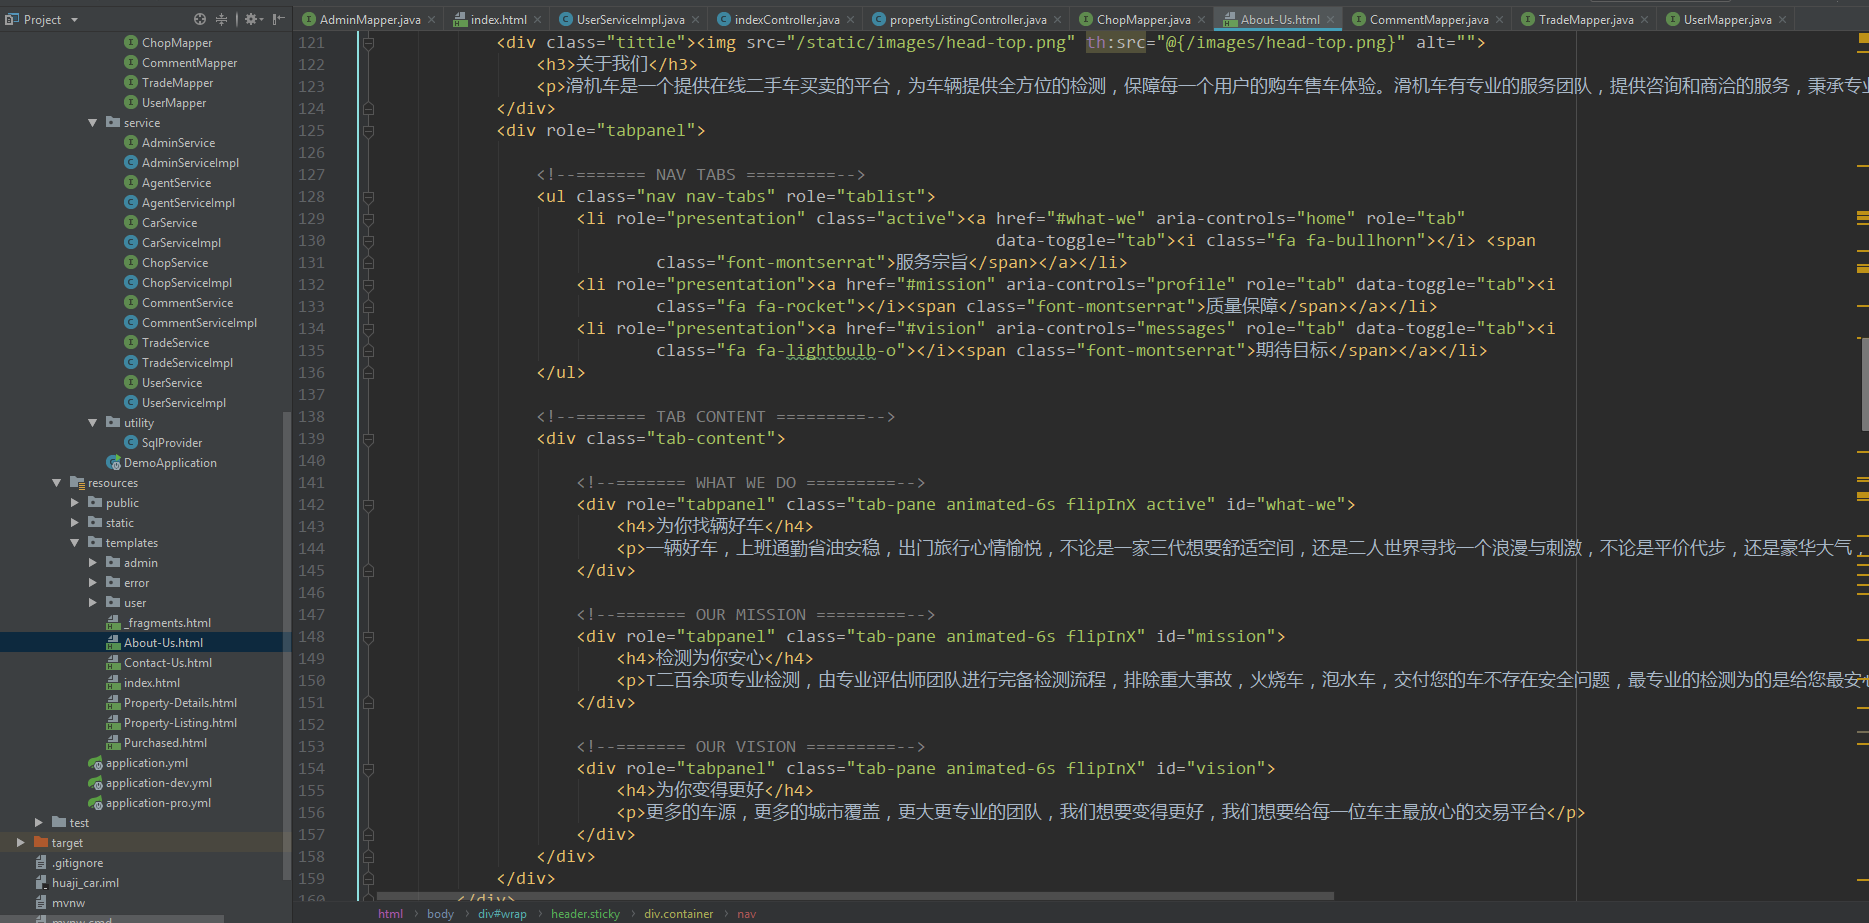 Project
AdminMapper.java
index.html
UserServiceImpl.java
indexController.java
propertyListingController.java
ChopMapper.java
About-Us.html
CommentMapper.java
TradeMapper.java
UserMapper.java
ChopMapper
CommentMapper
TradeMapper
UserMapper
service
AdminService
AdminServiceImpl
AgentService
AgentServiceImpl
CarService
CarServiceImpl
ChopService
ChopServiceImpl
CommentService
CommentServiceImpl
TradeService
TradeServiceImpl
UserService
UserServiceImpl
utility
SqlProvider
DemoApplication
resources
public
static
templates
admin
error
user
_fragments.html
About-Us.html
Contact-Us.html
index.html
Property-Details.html
Property-Listing.html
Purchased.html
application.yml
application-dev.yml
application-pro.yml
test
target
.gitignore
huaji_car.iml
mvnw
mvnw.cmd
121 <div class="tittle"><img src="/static/images/head-top.png" th:src="@{/images/head-top.png}" alt="">
122 <h3>关于我们</h3>
123 <p>滑机车是一个提供在线二手车买卖的平台，为车辆提供全方位的检测，保障每一个用户的购车售车体验。滑机车有专业的服务团队，提供咨询和商洽的服务，秉承专业
124 </div>
125 <div role="tabpanel">
126
127 <!--======= NAV TABS =========-->
128 <ul class="nav nav-tabs" role="tablist">
129 <li role="presentation" class="active"><a href="#what-we" aria-controls="home" role="tab"
130 data-toggle="tab"><i class="fa fa-bullhorn"></i> <span
131 class="font-montserrat">服务宗旨</span></a></li>
132 <li role="presentation"><a href="#mission" aria-controls="profile" role="tab" data-toggle="tab"><i
133 class="fa fa-rocket"></i><span class="font-montserrat">质量保障</span></a></li>
134 <li role="presentation"><a href="#vision" aria-controls="messages" role="tab" data-toggle="tab"><i
135 class="fa fa-lightbulb-o"></i><span class="font-montserrat">期待目标</span></a></li>
136 </ul>
137
138 <!--======= TAB CONTENT =========-->
139 <div class="tab-content">
140
141 <!--======= WHAT WE DO =========-->
142 <div role="tabpanel" class="tab-pane animated-6s flipInX active" id="what-we">
143 <h4>为你找辆好车</h4>
144 <p>一辆好车，上班通勤省油安稳，出门旅行心情愉悦，不论是一家三代想要舒适空间，还是二人世界寻找一个浪漫与刺激，不论是平价代步，还是豪华大气，
145 </div>
146
147 <!--======= OUR MISSION =========-->
148 <div role="tabpanel" class="tab-pane animated-6s flipInX" id="mission">
149 <h4>检测为你安心</h4>
150 <p>T二百余项专业检测，由专业评估师团队进行完备检测流程，排除重大事故，火烧车，泡水车，交付您的车不存在安全问题，最专业的检测为的是给您最安心
151 </div>
152
153 <!--======= OUR VISION =========-->
154 <div role="tabpanel" class="tab-pane animated-6s flipInX" id="vision">
155 <h4>为你变得更好</h4>
156 <p>更多的车源，更多的城市覆盖，更大更专业的团队，我们想要变得更好，我们想要给每一位车主最放心的交易平台</p>
157 </div>
158 </div>
159 </div>
160 </div>
html
body
div#wrap
header.sticky
div.container
nav